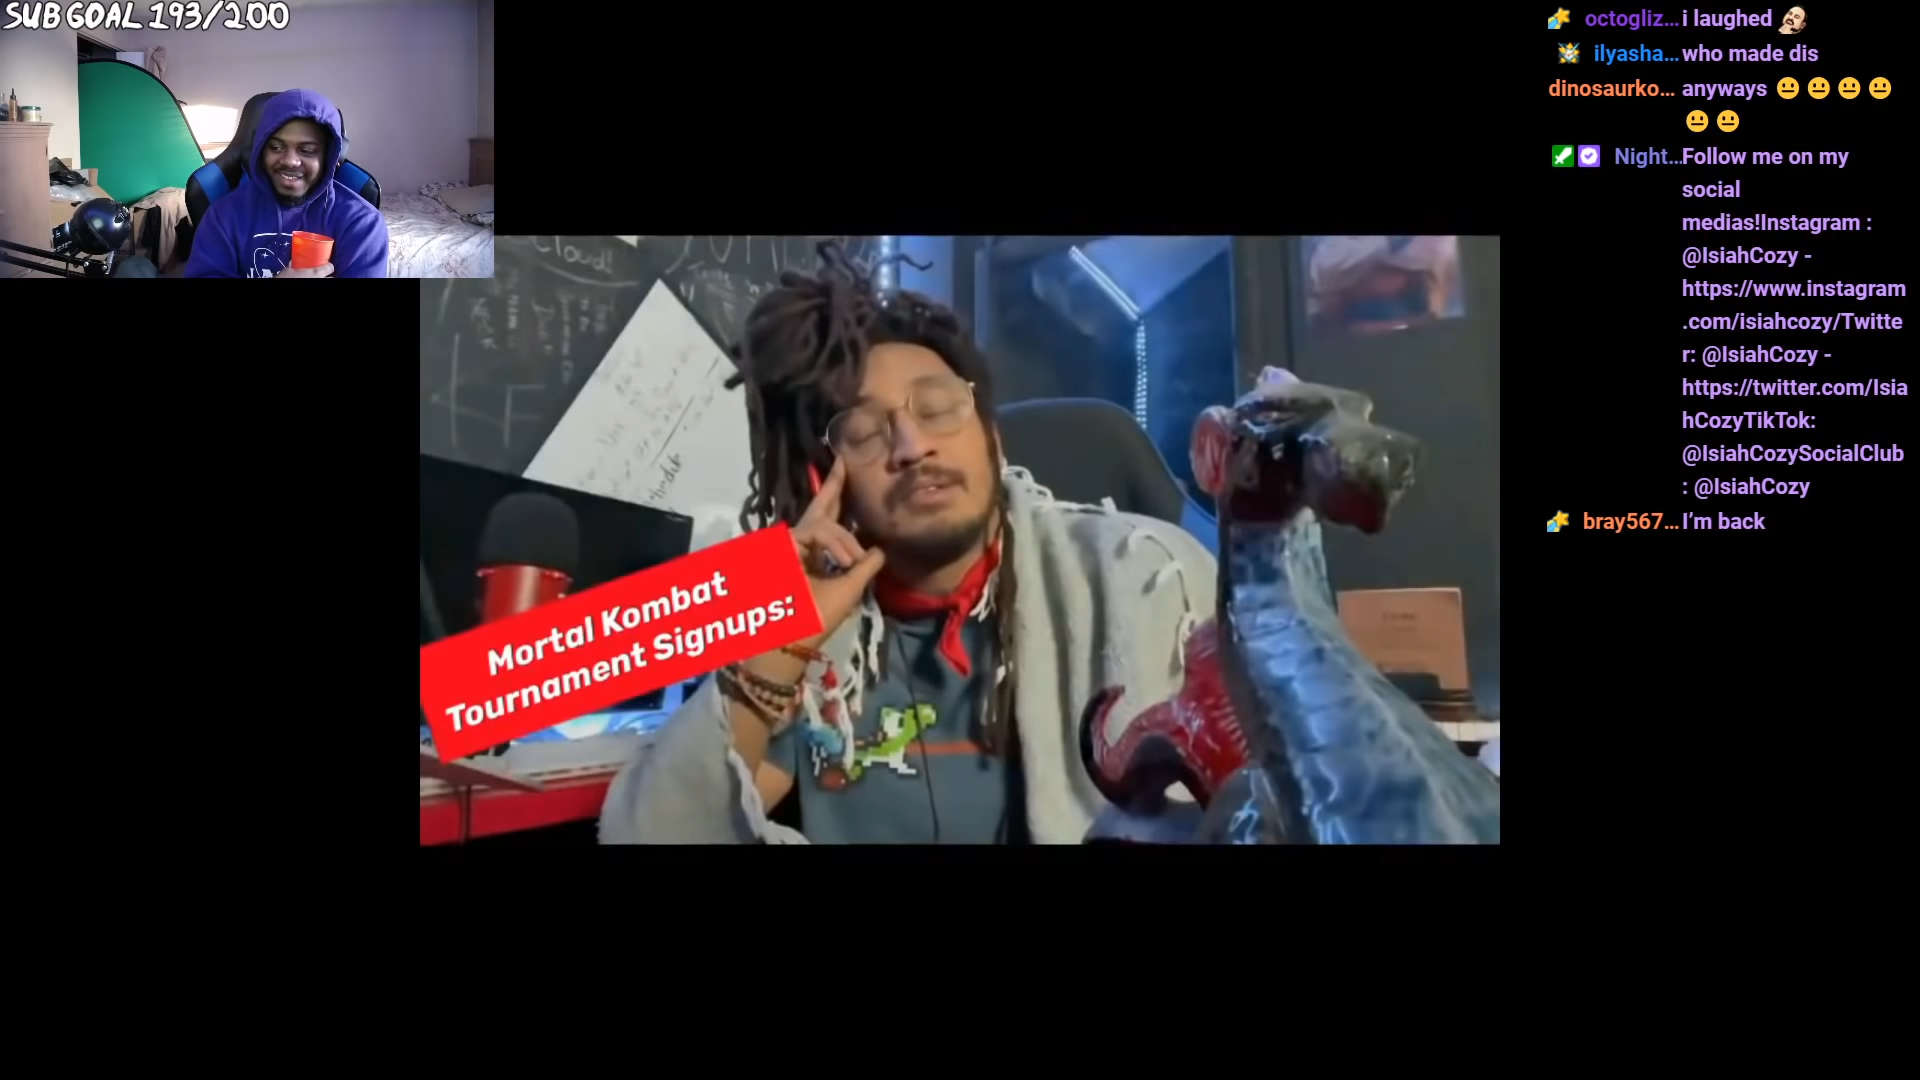 SUB GOAL 193/200
octogliz… i laughed
ilyasha… who made dis
dinosaurko… anyways 😐 😐 😐 😐
😐 😐
Night… Follow me on my
social
medias!Instagram :
@IsiahCozy -
https://www.instagram
.com/isiahcozy/Twitte
r: @IsiahCozy -
https://twitter.com/Isia
hCozyTikTok:
@IsiahCozySocialClub
: @IsiahCozy
bray567… I’m back
Cloud!
Mortal Kombat
Tournament Signups: